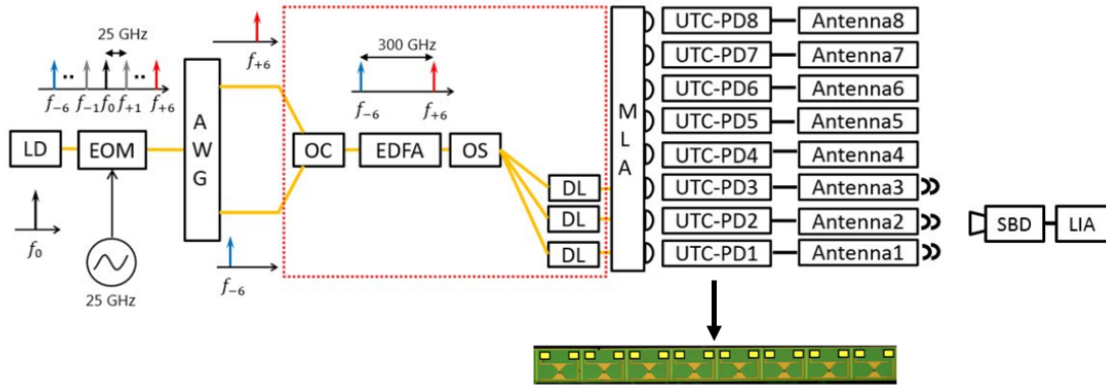 25 GHz
f₋₆ f₋₁ f₀ f₊₁ f₊₆
f₊₆
300 GHz
f₋₆ f₊₆
LD
EOM
AWG
OC
EDFA
OS
DL
DL
DL
MLA
f₀
25 GHz
f₋₆
UTC-PD8 Antenna8
UTC-PD7 Antenna7
UTC-PD6 Antenna6
UTC-PD5 Antenna5
UTC-PD4 Antenna4
UTC-PD3 Antenna3
UTC-PD2 Antenna2
UTC-PD1 Antenna1
SBD
LIA